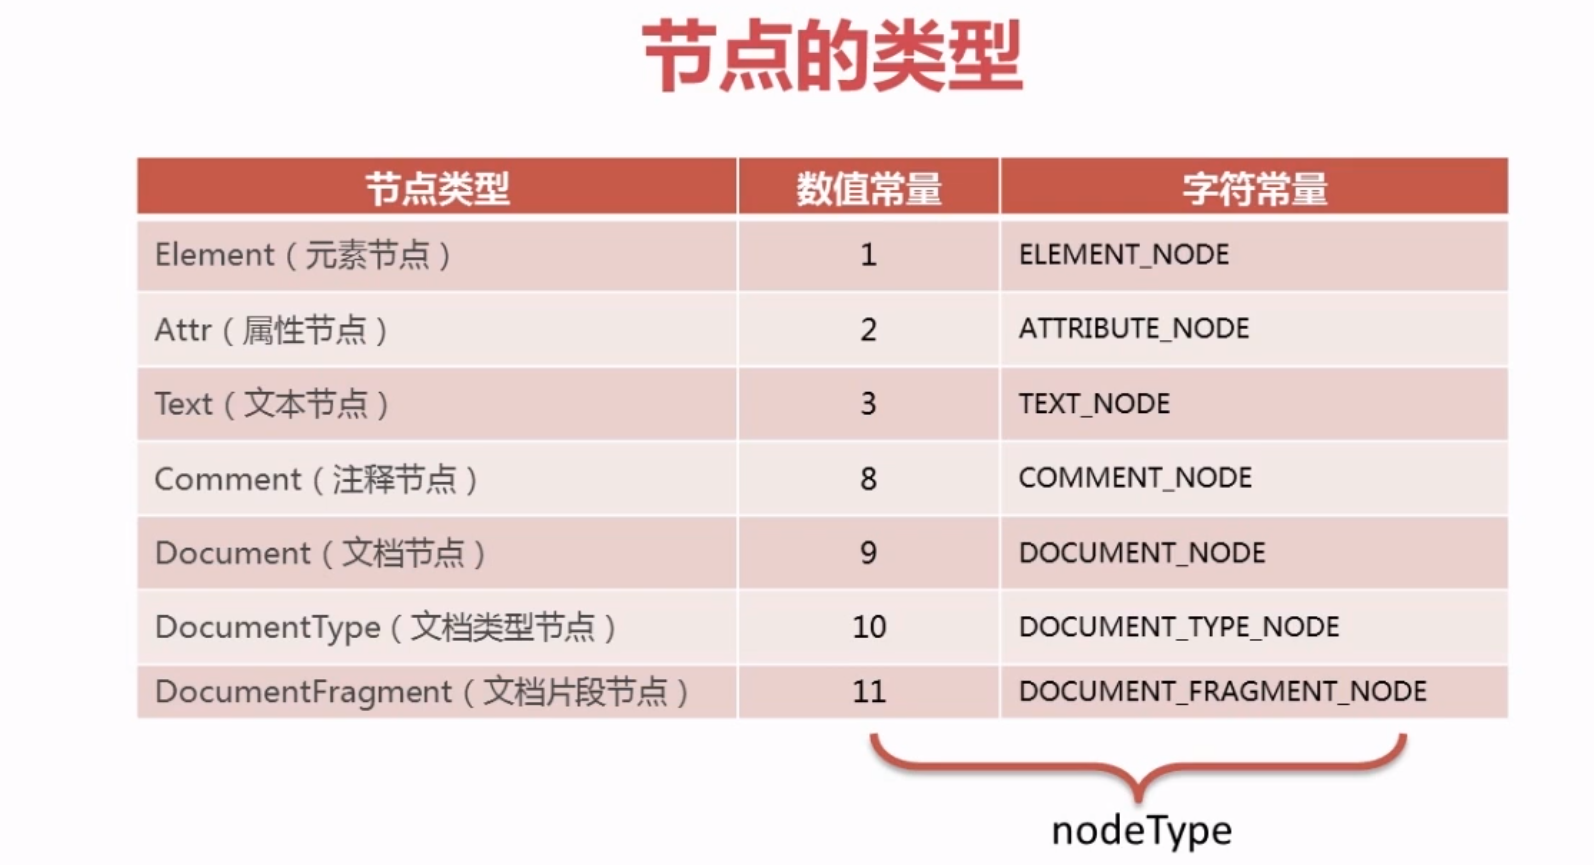 节点的类型
节点类型 数值常量 字符常量
Element（元素节点） 1 ELEMENT_NODE
Attr（属性节点） 2 ATTRIBUTE_NODE
Text（文本节点） 3 TEXT_NODE
Comment（注释节点） 8 COMMENT_NODE
Document（文档节点） 9 DOCUMENT_NODE
DocumentType（文档类型节点） 10 DOCUMENT_TYPE_NODE
DocumentFragment（文档片段节点） 11 DOCUMENT_FRAGMENT_NODE
nodeType